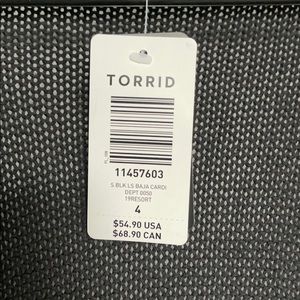 TORRID
11457603
S BLK LS BAJA CARDI
DEPT 0050
19RESORT
4
$54.90 USA
$68.90 CAN